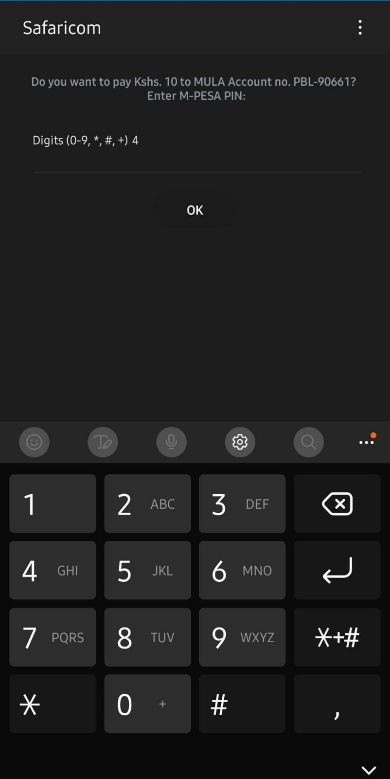 Safaricom
Do you want to pay Kshs. 10 to MULA Account no. PBL-90661?
Enter M-PESA PIN:
Digits (0-9, *, #, +) 4
OK
1
2 ABC
3 DEF
4 GHI
5 JKL
6 MNO
7 PQRS
8 TUV
9 WXYZ
*+#
*
0 +
#
,